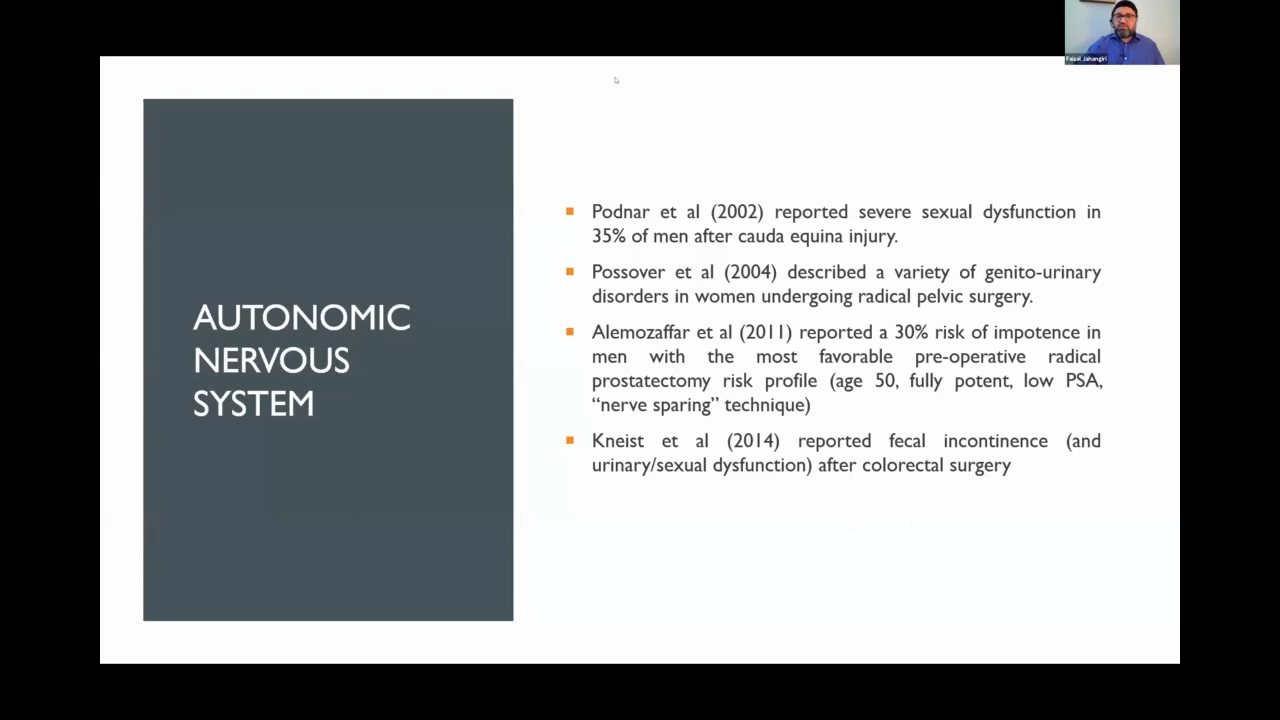 Faisal Jahangiri
AUTONOMIC
NERVOUS
SYSTEM
Podnar et al (2002) reported severe sexual dysfunction in
35% of men after cauda equina injury.
Possover et al (2004) described a variety of genito-urinary
disorders in women undergoing radical pelvic surgery.
Alemozaffar et al (2011) reported a 30% risk of impotence in
men with the most favorable pre-operative radical
prostatectomy risk profile (age 50, fully potent, low PSA,
“nerve sparing” technique)
Kneist et al (2014) reported fecal incontinence (and
urinary/sexual dysfunction) after colorectal surgery